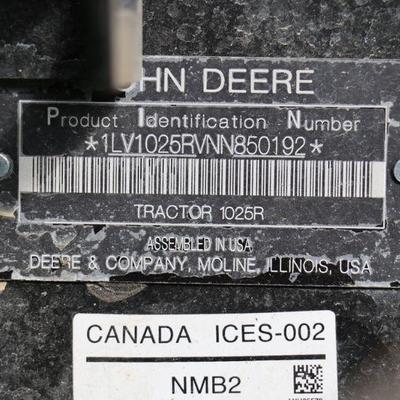 HN DEERE
Product Identification Number
*1LV1025RVNN850192*
TRACTOR 1025R
ASSEMBLED IN USA
DEERE & COMPANY, MOLINE, ILLINOIS, USA
CANADA ICES-002
NMB2